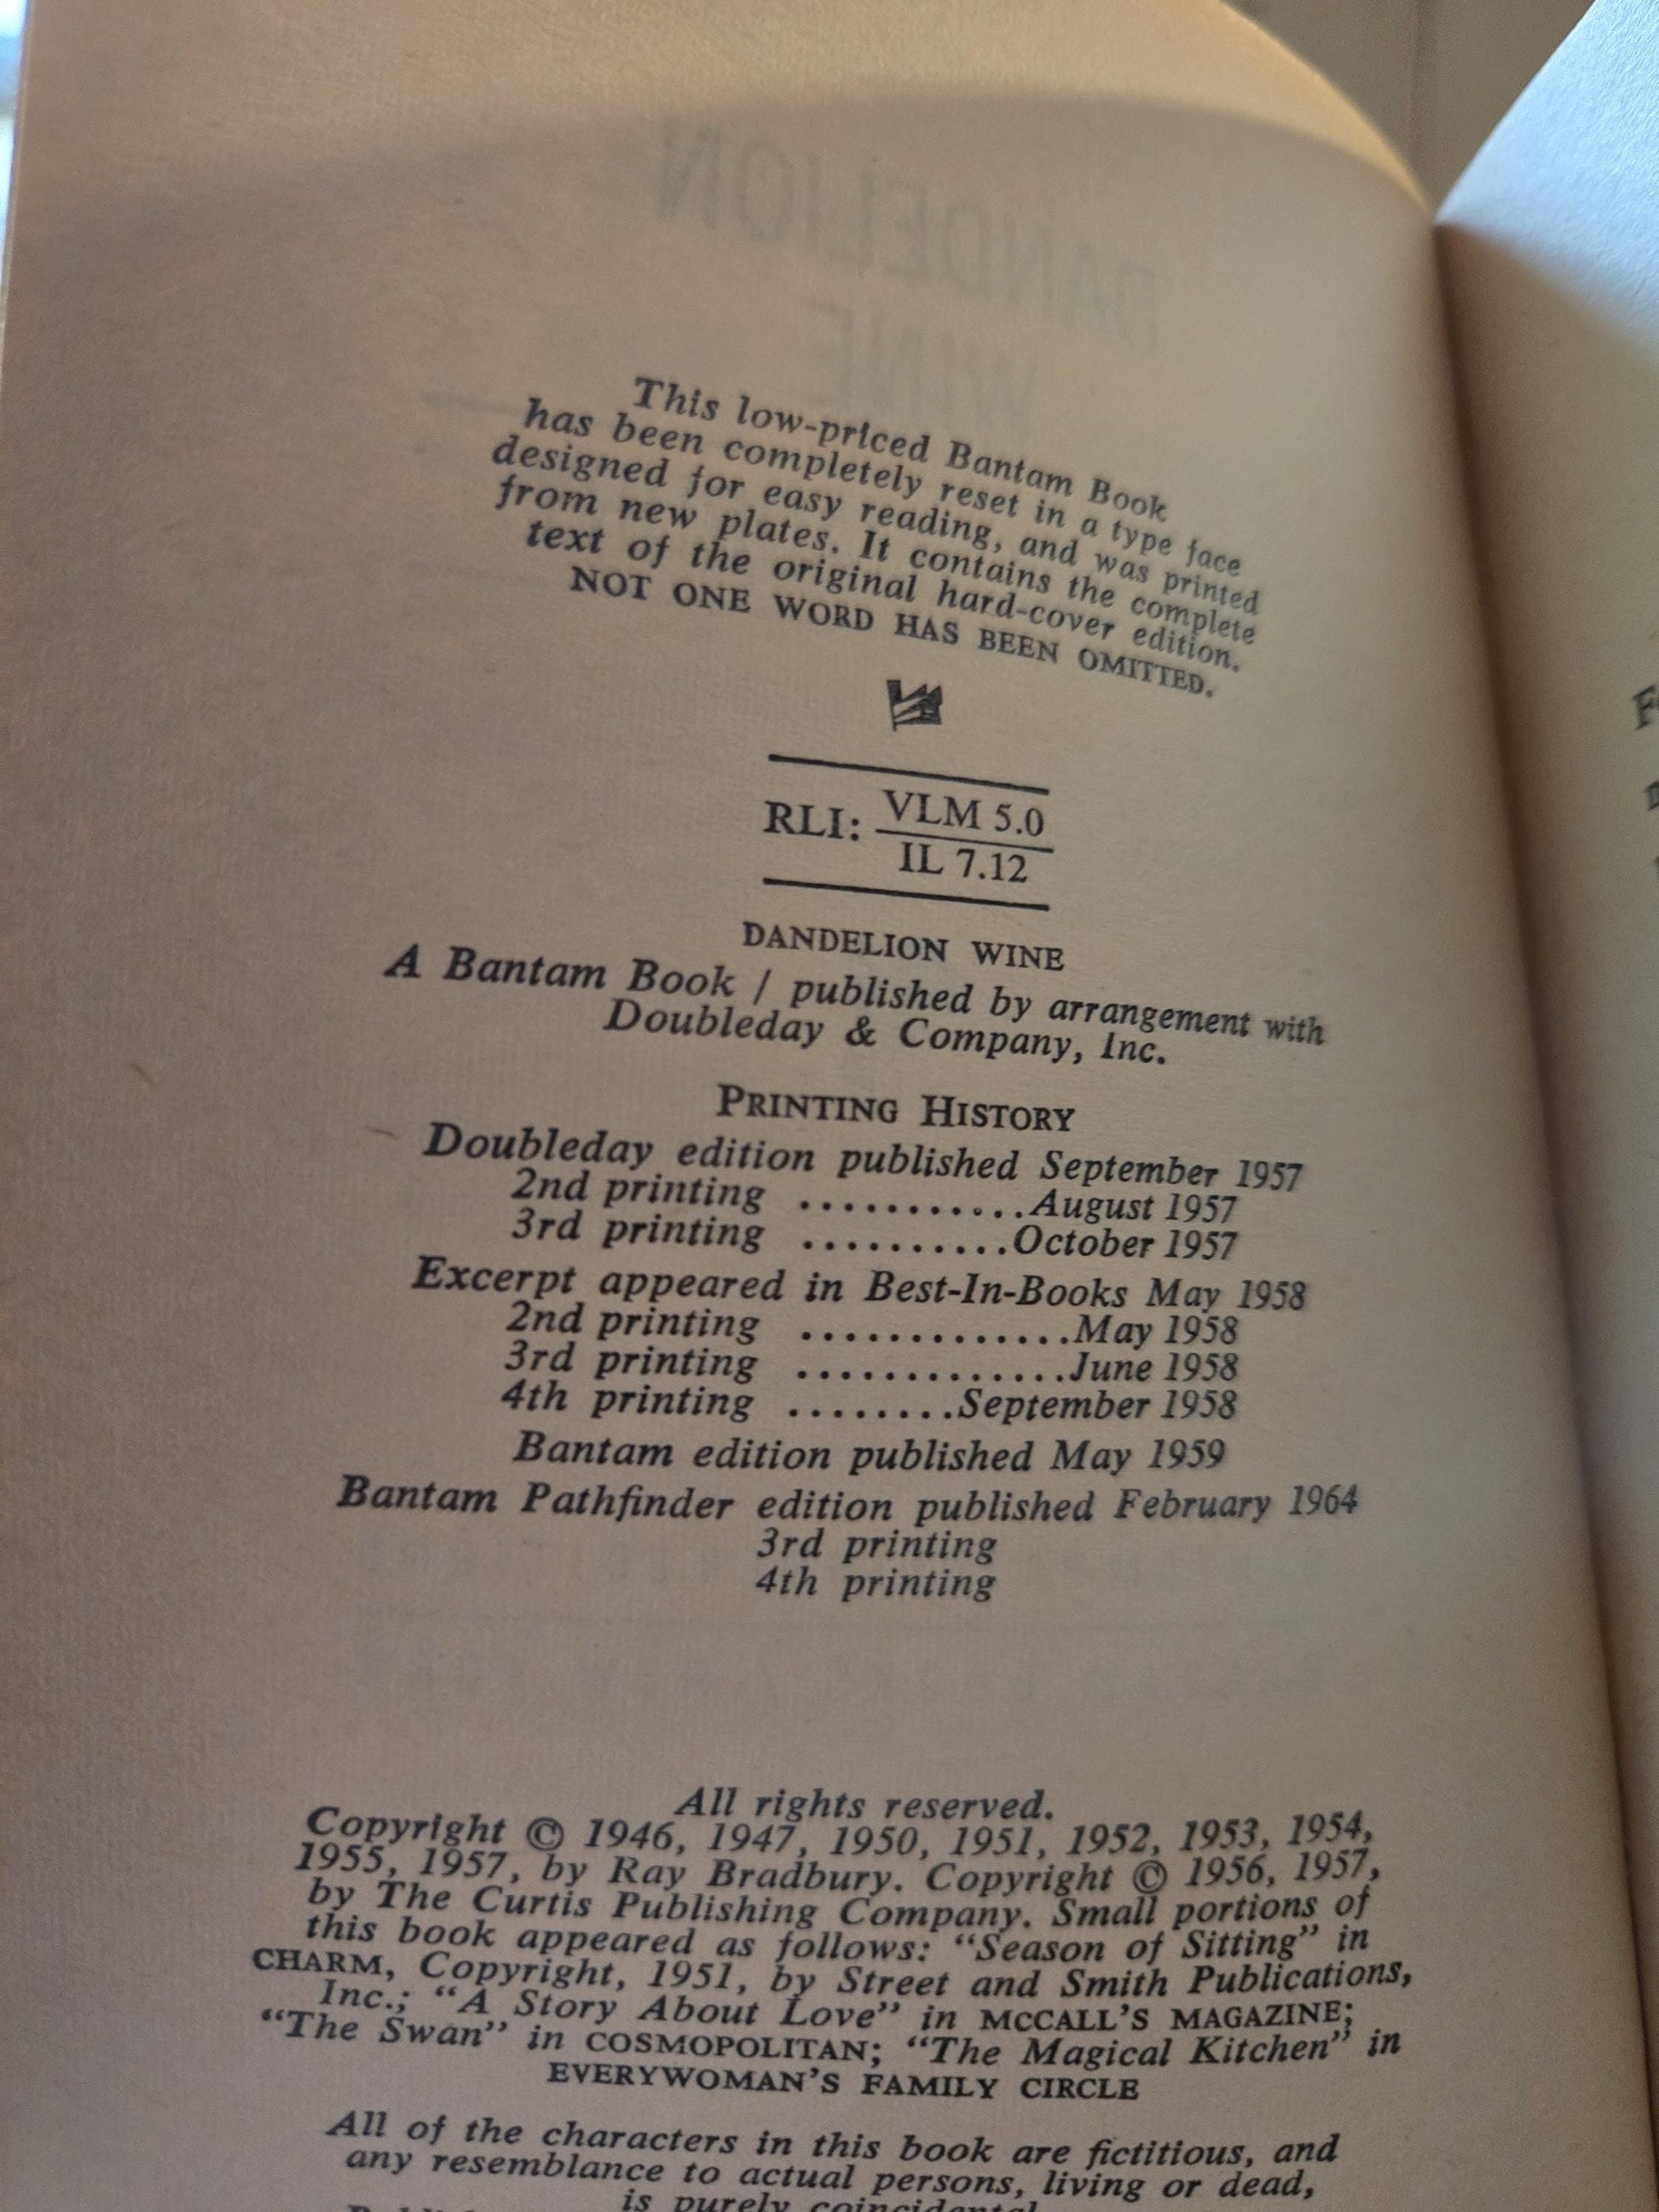 DANDELION
WINE
This low-priced Bantam Book
has been completely reset in a type face
designed for easy reading, and was printed
from new plates. It contains the complete
text of the original hard-cover edition.
NOT ONE WORD HAS BEEN OMITTED.
RLI: VLM 5.0
IL 7.12
DANDELION WINE
A Bantam Book / published by arrangement with
Doubleday & Company, Inc.
PRINTING HISTORY
Doubleday edition published September 1957
2nd printing ...........August 1957
3rd printing ..........October 1957
Excerpt appeared in Best-In-Books May 1958
2nd printing .............May 1958
3rd printing .............June 1958
4th printing ........September 1958
Bantam edition published May 1959
Bantam Pathfinder edition published February 1964
3rd printing
4th printing
All rights reserved.
Copyright © 1946, 1947, 1950, 1951, 1952, 1953, 1954,
1955, 1957, by Ray Bradbury. Copyright © 1956, 1957,
by The Curtis Publishing Company. Small portions of
this book appeared as follows: “Season of Sitting” in
CHARM, Copyright, 1951, by Street and Smith Publications,
Inc.; “A Story About Love” in MCCALL'S MAGAZINE;
“The Swan” in COSMOPOLITAN; “The Magical Kitchen” in
EVERYWOMAN'S FAMILY CIRCLE
All of the characters in this book are fictitious, and
any resemblance to actual persons, living or dead,
is purely coincidental.